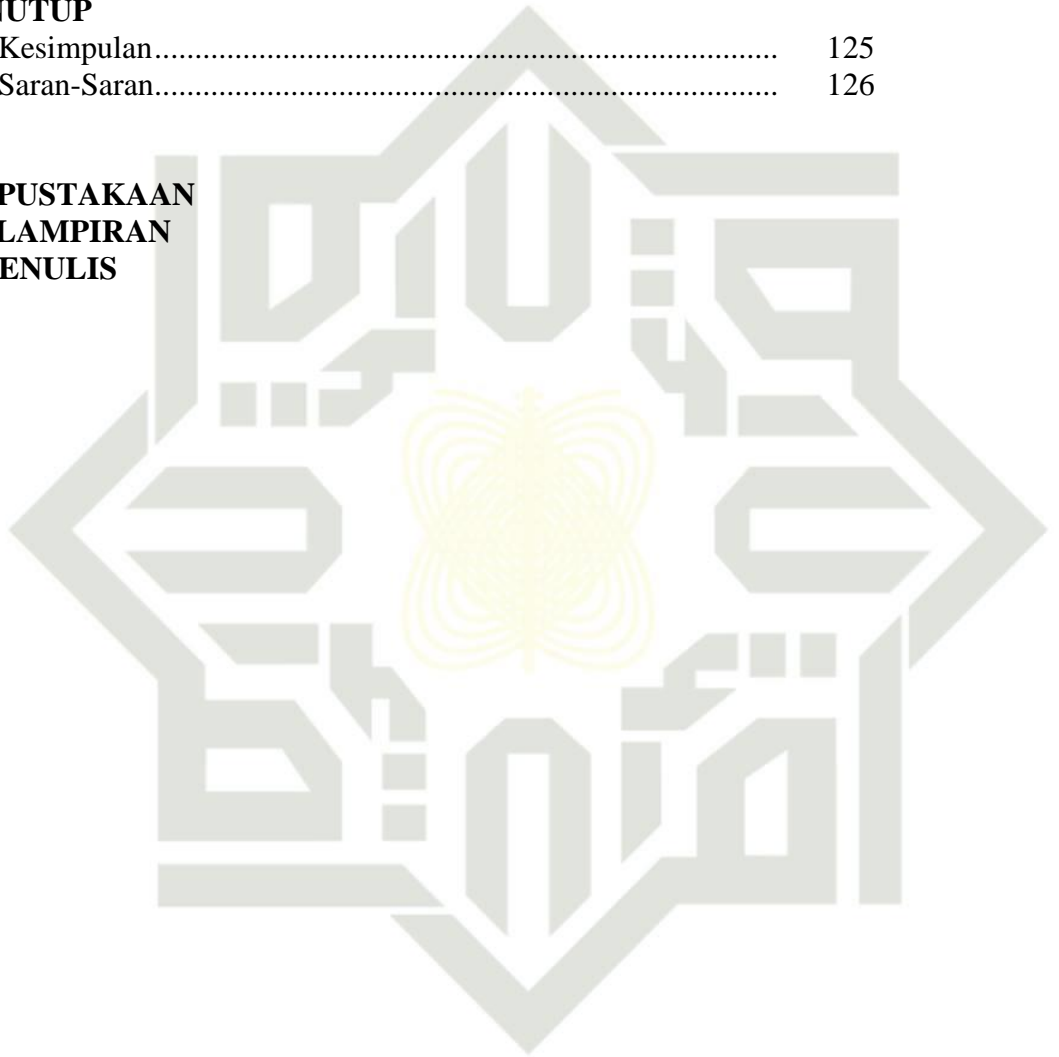 NUTUP
Kesimpulan.............................................................................. 125
Saran-Saran.............................................................................. 126
PUSTAKAAN
LAMPIRAN
ENULIS